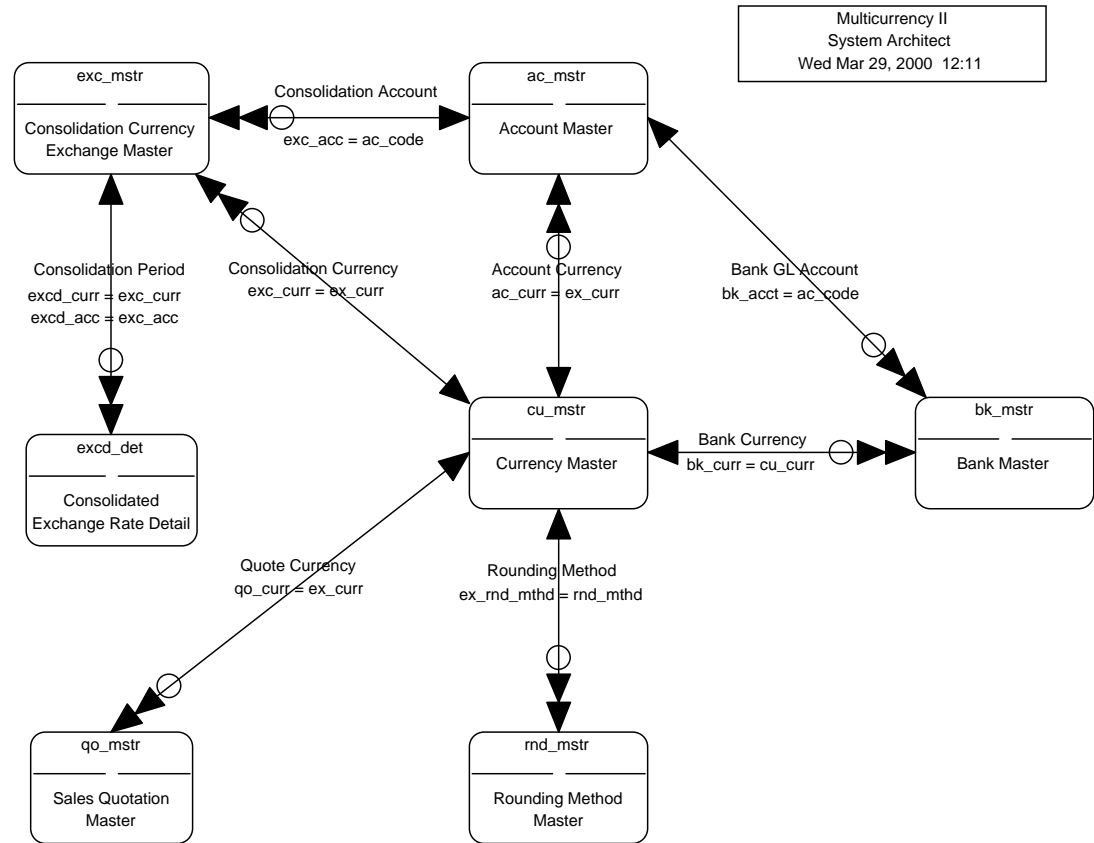 Multicurrency II
System Architect
Wed Mar 29, 2000  12:11
exc_mstr
Consolidation Currency
Exchange Master
Consolidation Account
exc_acc = ac_code
ac_mstr
Account Master
Consolidation Period
excd_curr = exc_curr
excd_acc = exc_acc
Consolidation Currency
exc_curr = ex_curr
Account Currency
ac_curr = ex_curr
Bank GL Account
bk_acct = ac_code
excd_det
Consolidated
Exchange Rate Detail
cu_mstr
Currency Master
Bank Currency
bk_curr = cu_curr
bk_mstr
Bank Master
Quote Currency
qo_curr = ex_curr
Rounding Method
ex_rnd_mthd = rnd_mthd
qo_mstr
Sales Quotation
Master
rnd_mstr
Rounding Method
Master